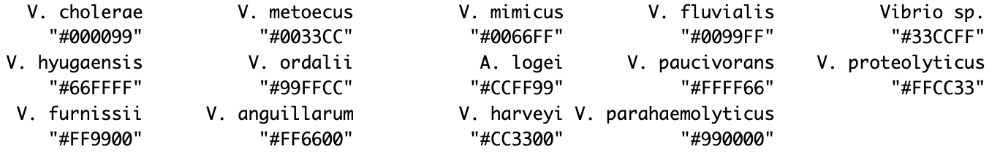 V. cholerae V. metoecus V. mimicus V. fluvialis Vibrio sp.
"#000099" "#0033CC" "#0066FF" "#0099FF" "#33CCFF"
V. hyugaensis V. ordalii A. logei V. paucivorans V. proteolyticus
"#66FFFF" "#99FFCC" "#CCFF99" "#FFFF66" "#FFCC33"
V. furnissii V. anguillarum V. harveyi V. parahaemolyticus
"#FF9900" "#FF6600" "#CC3300" "#990000"